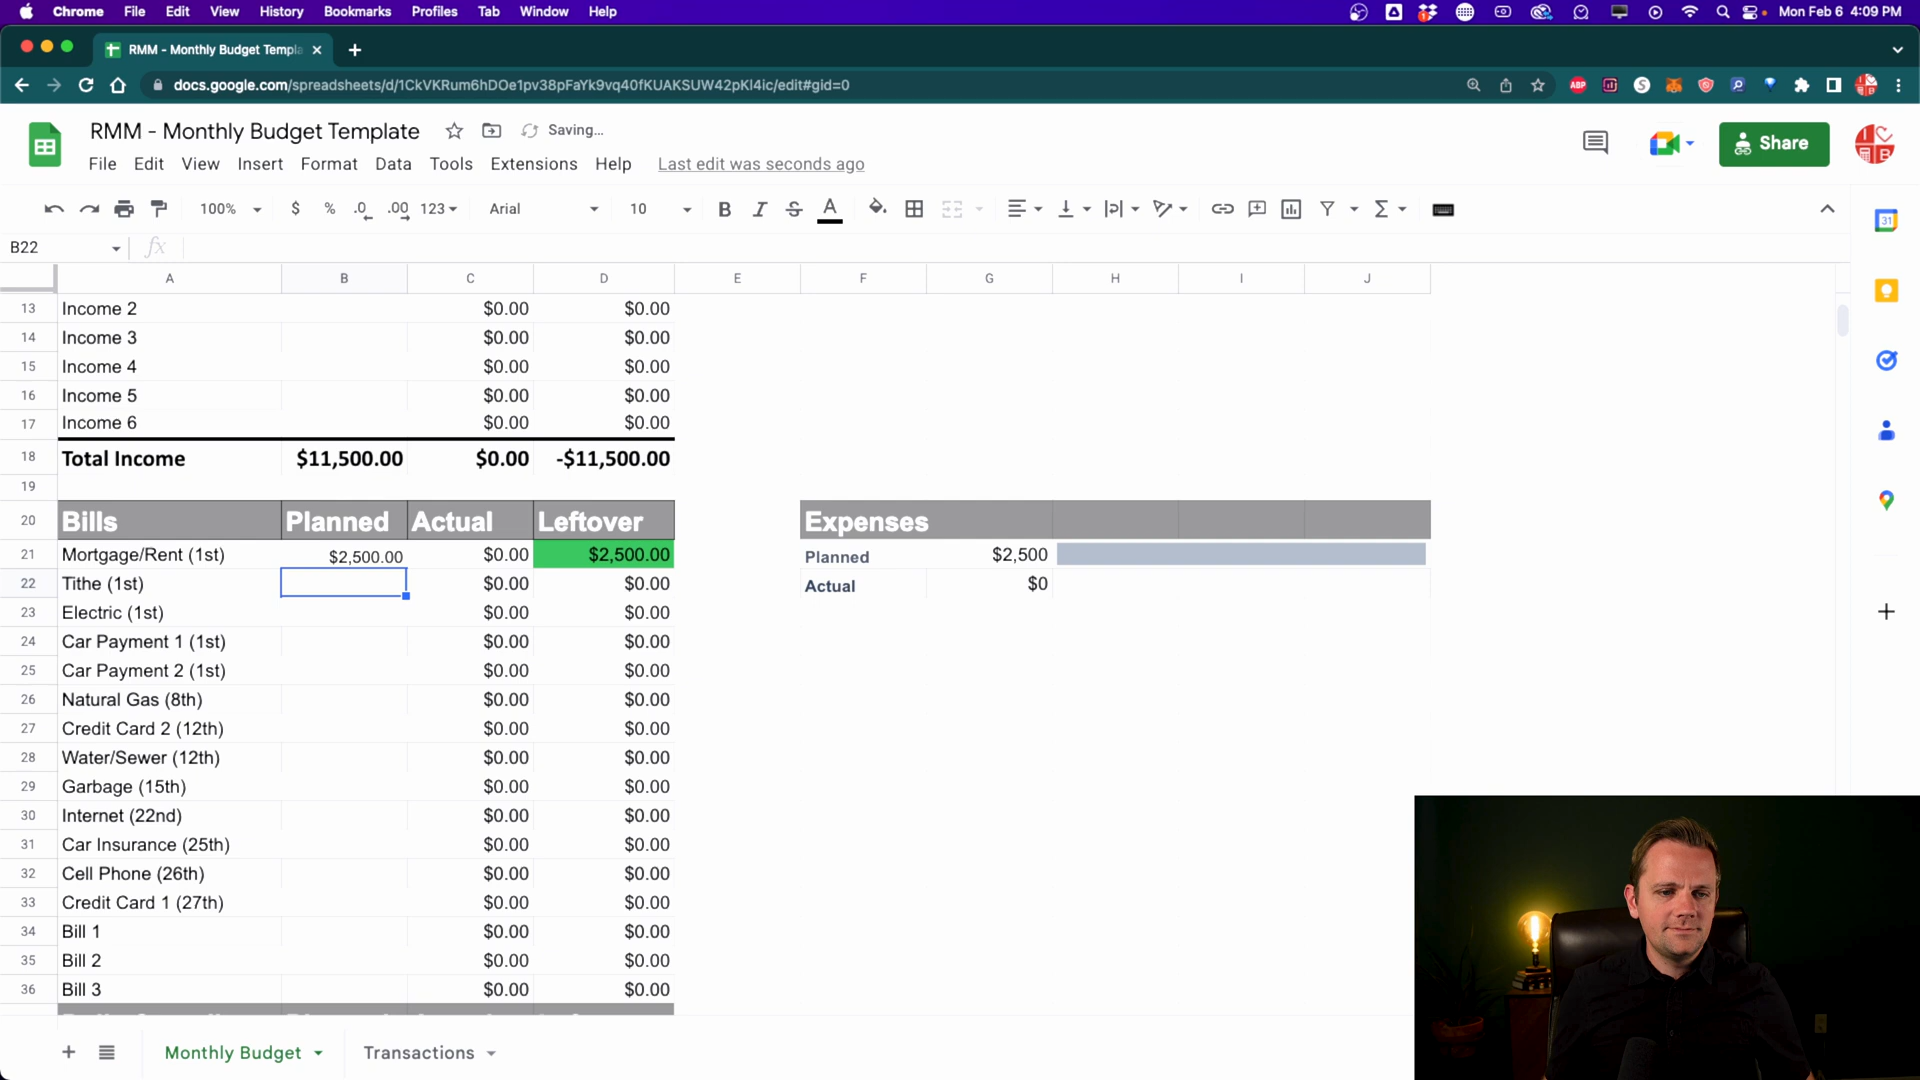 Chrome File Edit View History Bookmarks Profiles Tab Window Help Mon Feb 6 4:09 PM
RMM - Monthly Budget Templa
docs.google.com/spreadsheets/d/1CkVKRum6hDOe1pv38pFaYk9vq40fKUAKSUW42pKl4ic/edit#gid=0
ABP
RMM - Monthly Budget Template Saving...
Share
File Edit View Insert Format Data Tools Extensions Help Last edit was seconds ago
100% $ % .0 .00 123 Arial 10 B I S A
31
B22 fx
A B C D E F G H I J
13 Income 2 $0.00 $0.00
14 Income 3 $0.00 $0.00
15 Income 4 $0.00 $0.00
16 Income 5 $0.00 $0.00
17 Income 6 $0.00 $0.00
18 Total Income $11,500.00 $0.00 -$11,500.00
19
20 Bills Planned Actual Leftover Expenses
21 Mortgage/Rent (1st) $2,500.00 $0.00 $2,500.00 Planned $2,500
22 Tithe (1st) $0.00 $0.00 Actual $0
23 Electric (1st) $0.00 $0.00
24 Car Payment 1 (1st) $0.00 $0.00
25 Car Payment 2 (1st) $0.00 $0.00
26 Natural Gas (8th) $0.00 $0.00
27 Credit Card 2 (12th) $0.00 $0.00
28 Water/Sewer (12th) $0.00 $0.00
29 Garbage (15th) $0.00 $0.00
30 Internet (22nd) $0.00 $0.00
31 Car Insurance (25th) $0.00 $0.00
32 Cell Phone (26th) $0.00 $0.00
33 Credit Card 1 (27th) $0.00 $0.00
34 Bill 1 $0.00 $0.00
35 Bill 2 $0.00 $0.00
36 Bill 3 $0.00 $0.00
Monthly Budget Transactions